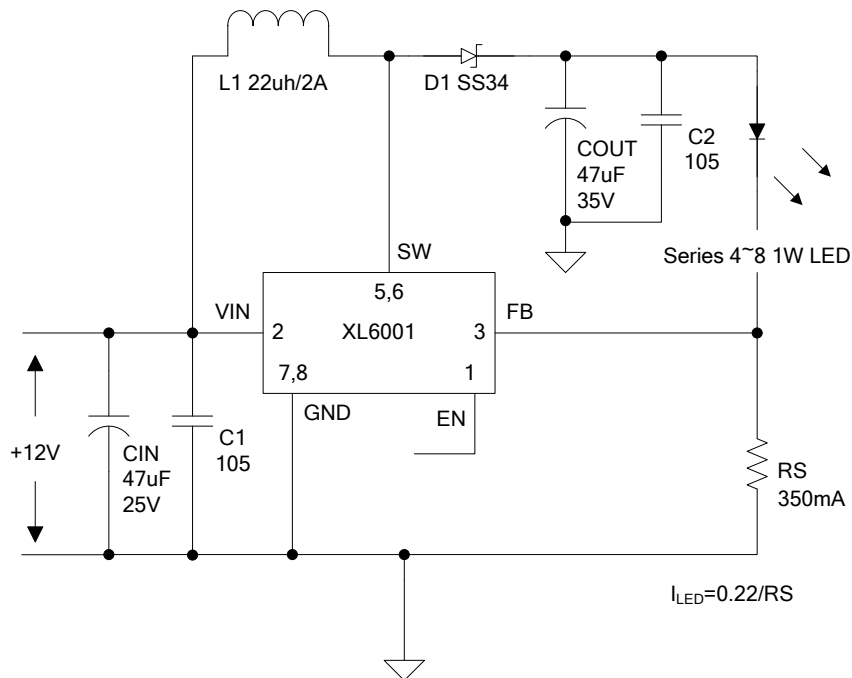 L1 22uh/2A
D1 SS34
COUT
47uF
35V
C2
105
SW
Series 4~8 1W LED
5,6
VIN
FB
2
XL6001
3
7,8
1
GND
EN
+12V
CIN
47uF
25V
C1
105
RS
350mA
I_LED=0.22/RS